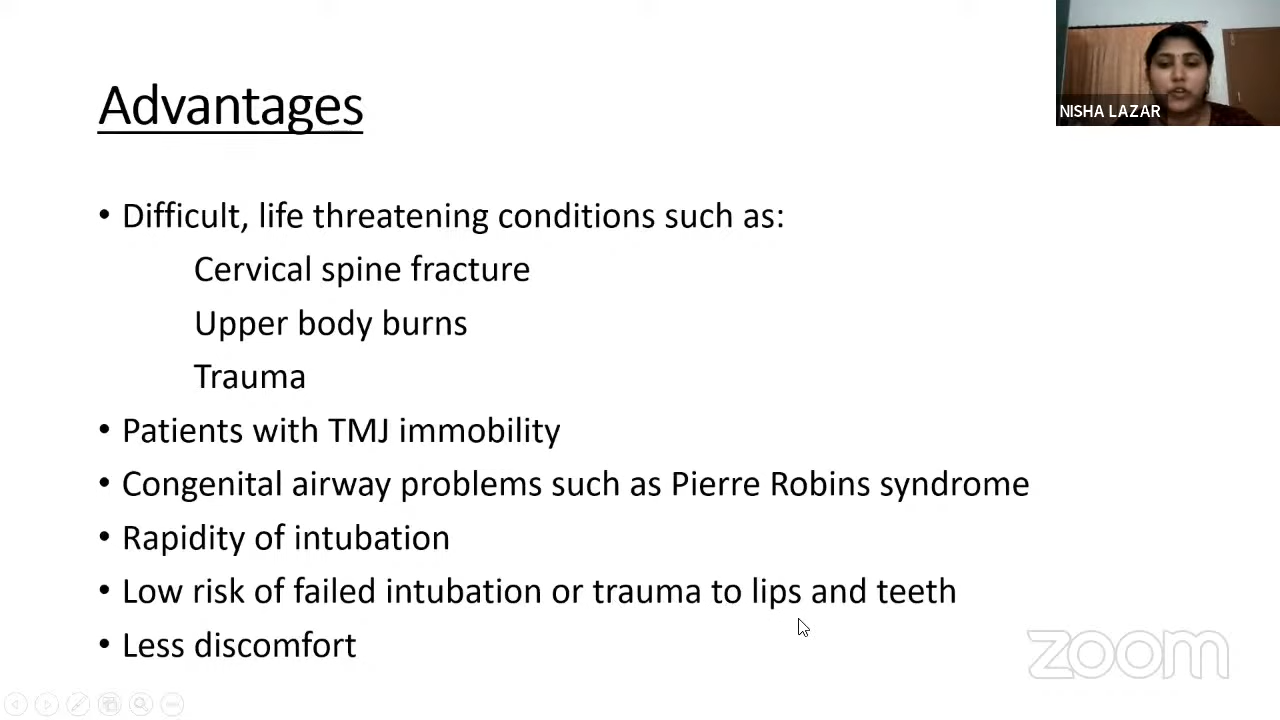 Advantages
NISHA LAZAR
• Difficult, life threatening conditions such as:
Cervical spine fracture
Upper body burns
Trauma
• Patients with TMJ immobility
• Congenital airway problems such as Pierre Robins syndrome
• Rapidity of intubation
• Low risk of failed intubation or trauma to lips and teeth
• Less discomfort
zoom